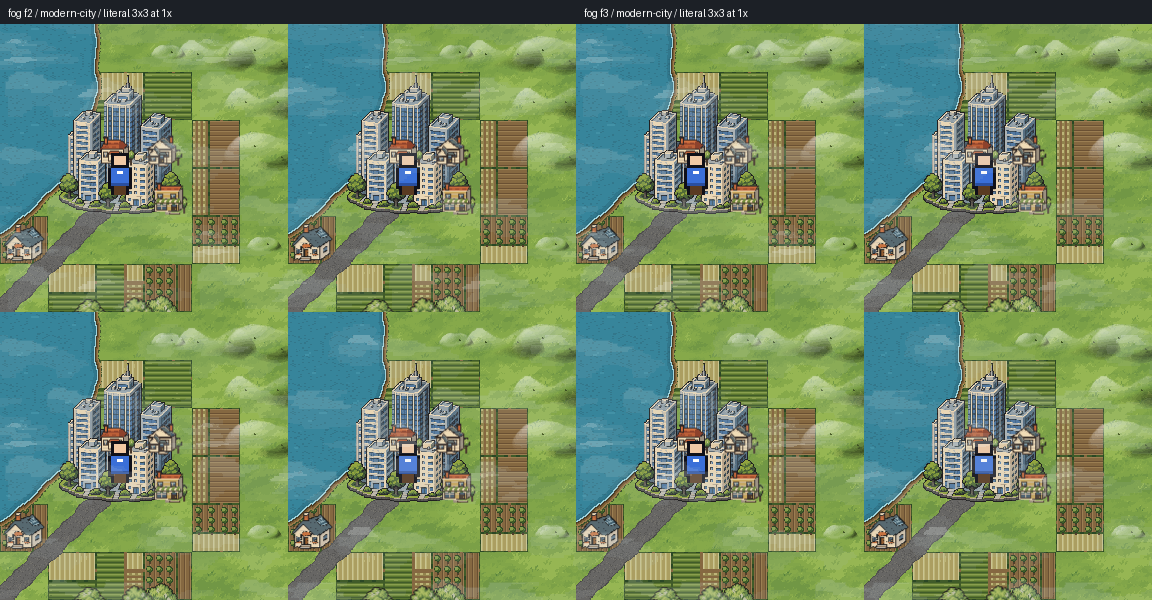 fog f2 / modern-city / literal 3x3 at 1x
fog f3 / modern-city / literal 3x3 at 1x